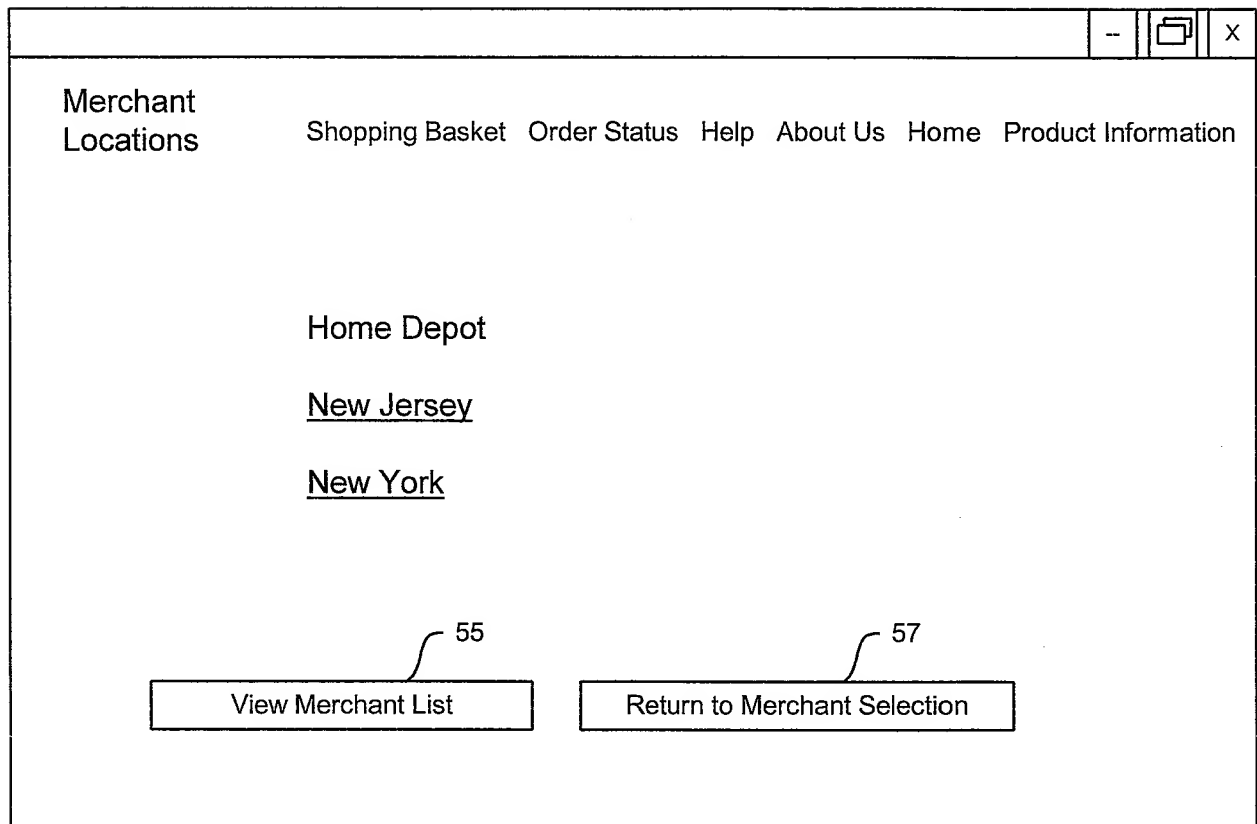 -- X
Merchant
Locations
Shopping Basket Order Status Help About Us Home Product Information
Home Depot
New Jersey
New York
55
57
View Merchant List
Return to Merchant Selection